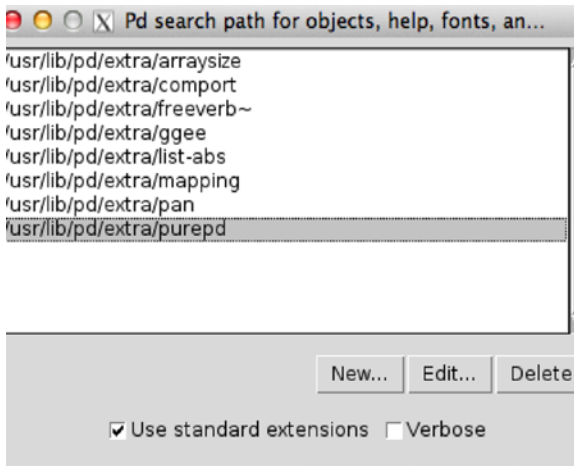 X Pd search path for objects, help, fonts, an...
/usr/lib/pd/extra/arraysize
/usr/lib/pd/extra/comport
/usr/lib/pd/extra/freeverb~
/usr/lib/pd/extra/ggee
/usr/lib/pd/extra/list-abs
/usr/lib/pd/extra/mapping
/usr/lib/pd/extra/pan
/usr/lib/pd/extra/purepd
New... Edit... Delete
Use standard extensions Verbose